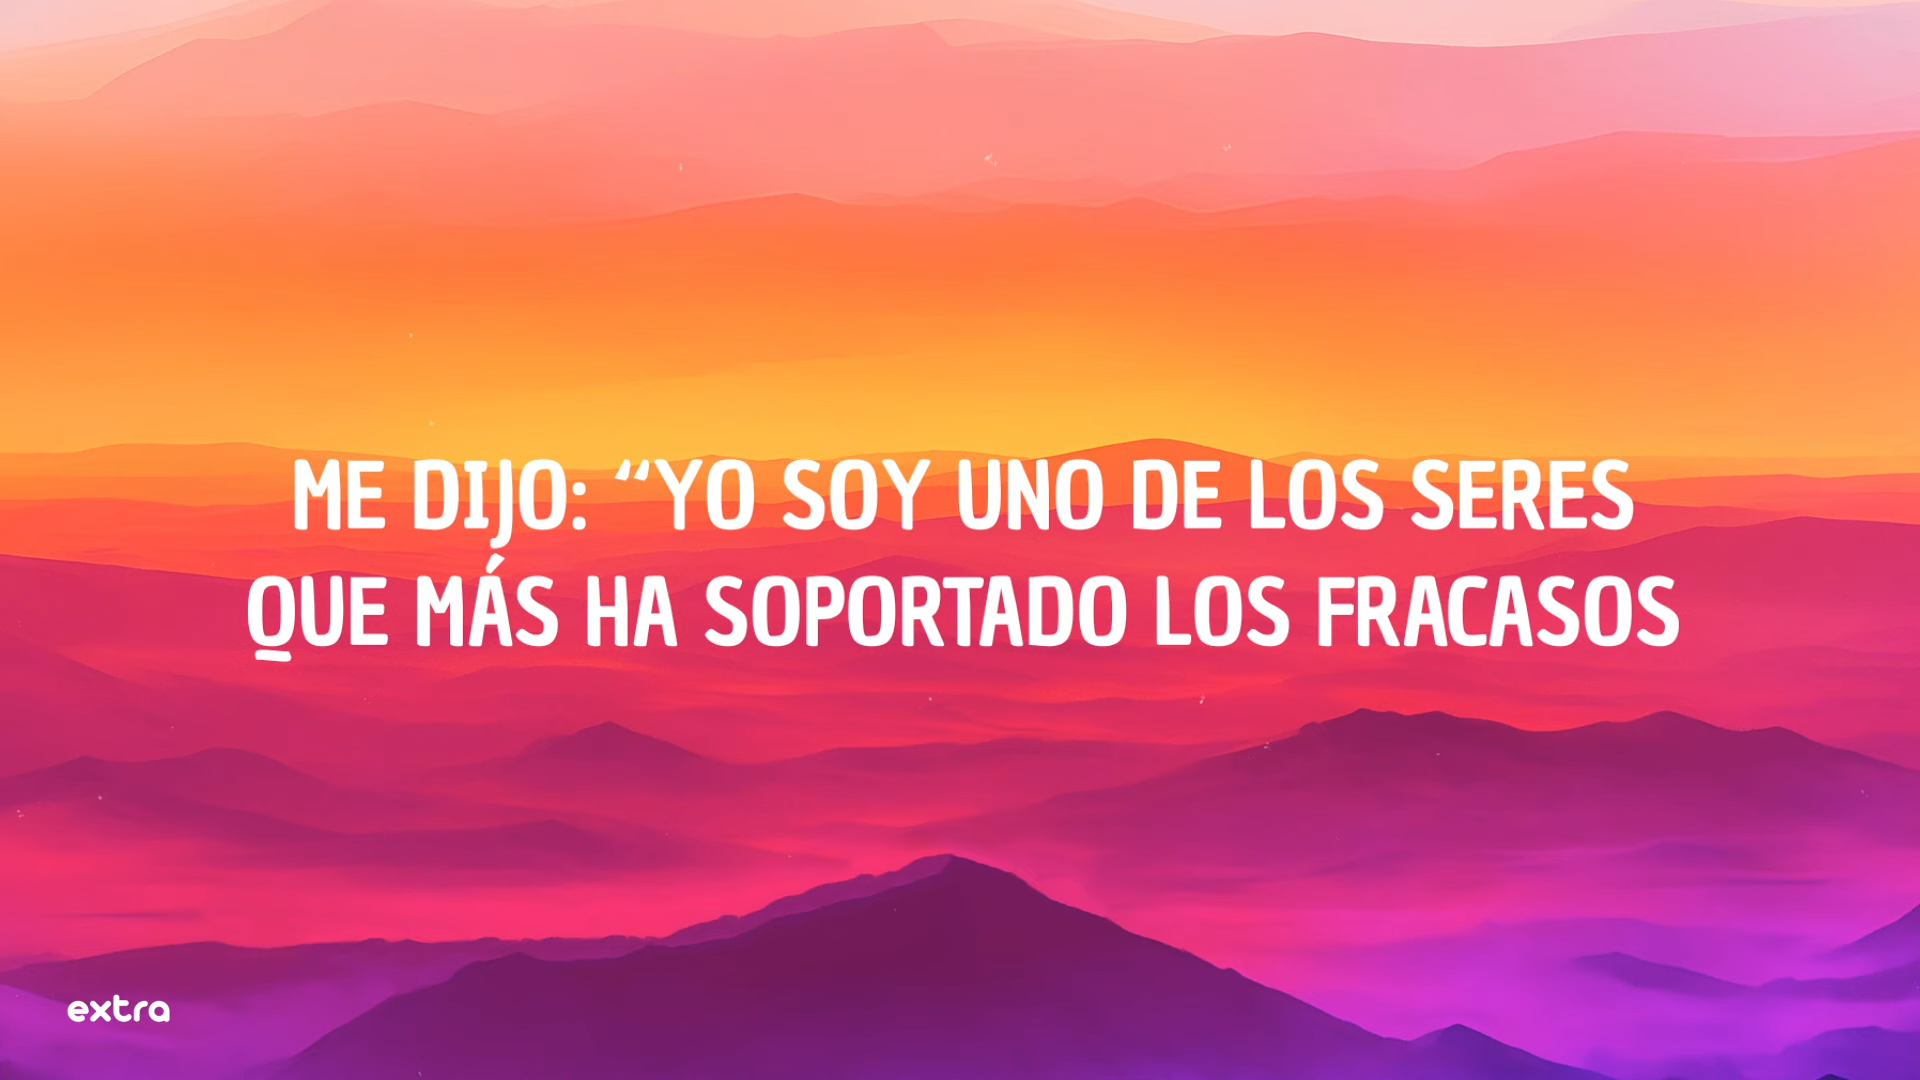 ME DIJO: “YO SOY UNO DE LOS SERES
QUE MÁS HA SOPORTADO LOS FRACASOS
extra